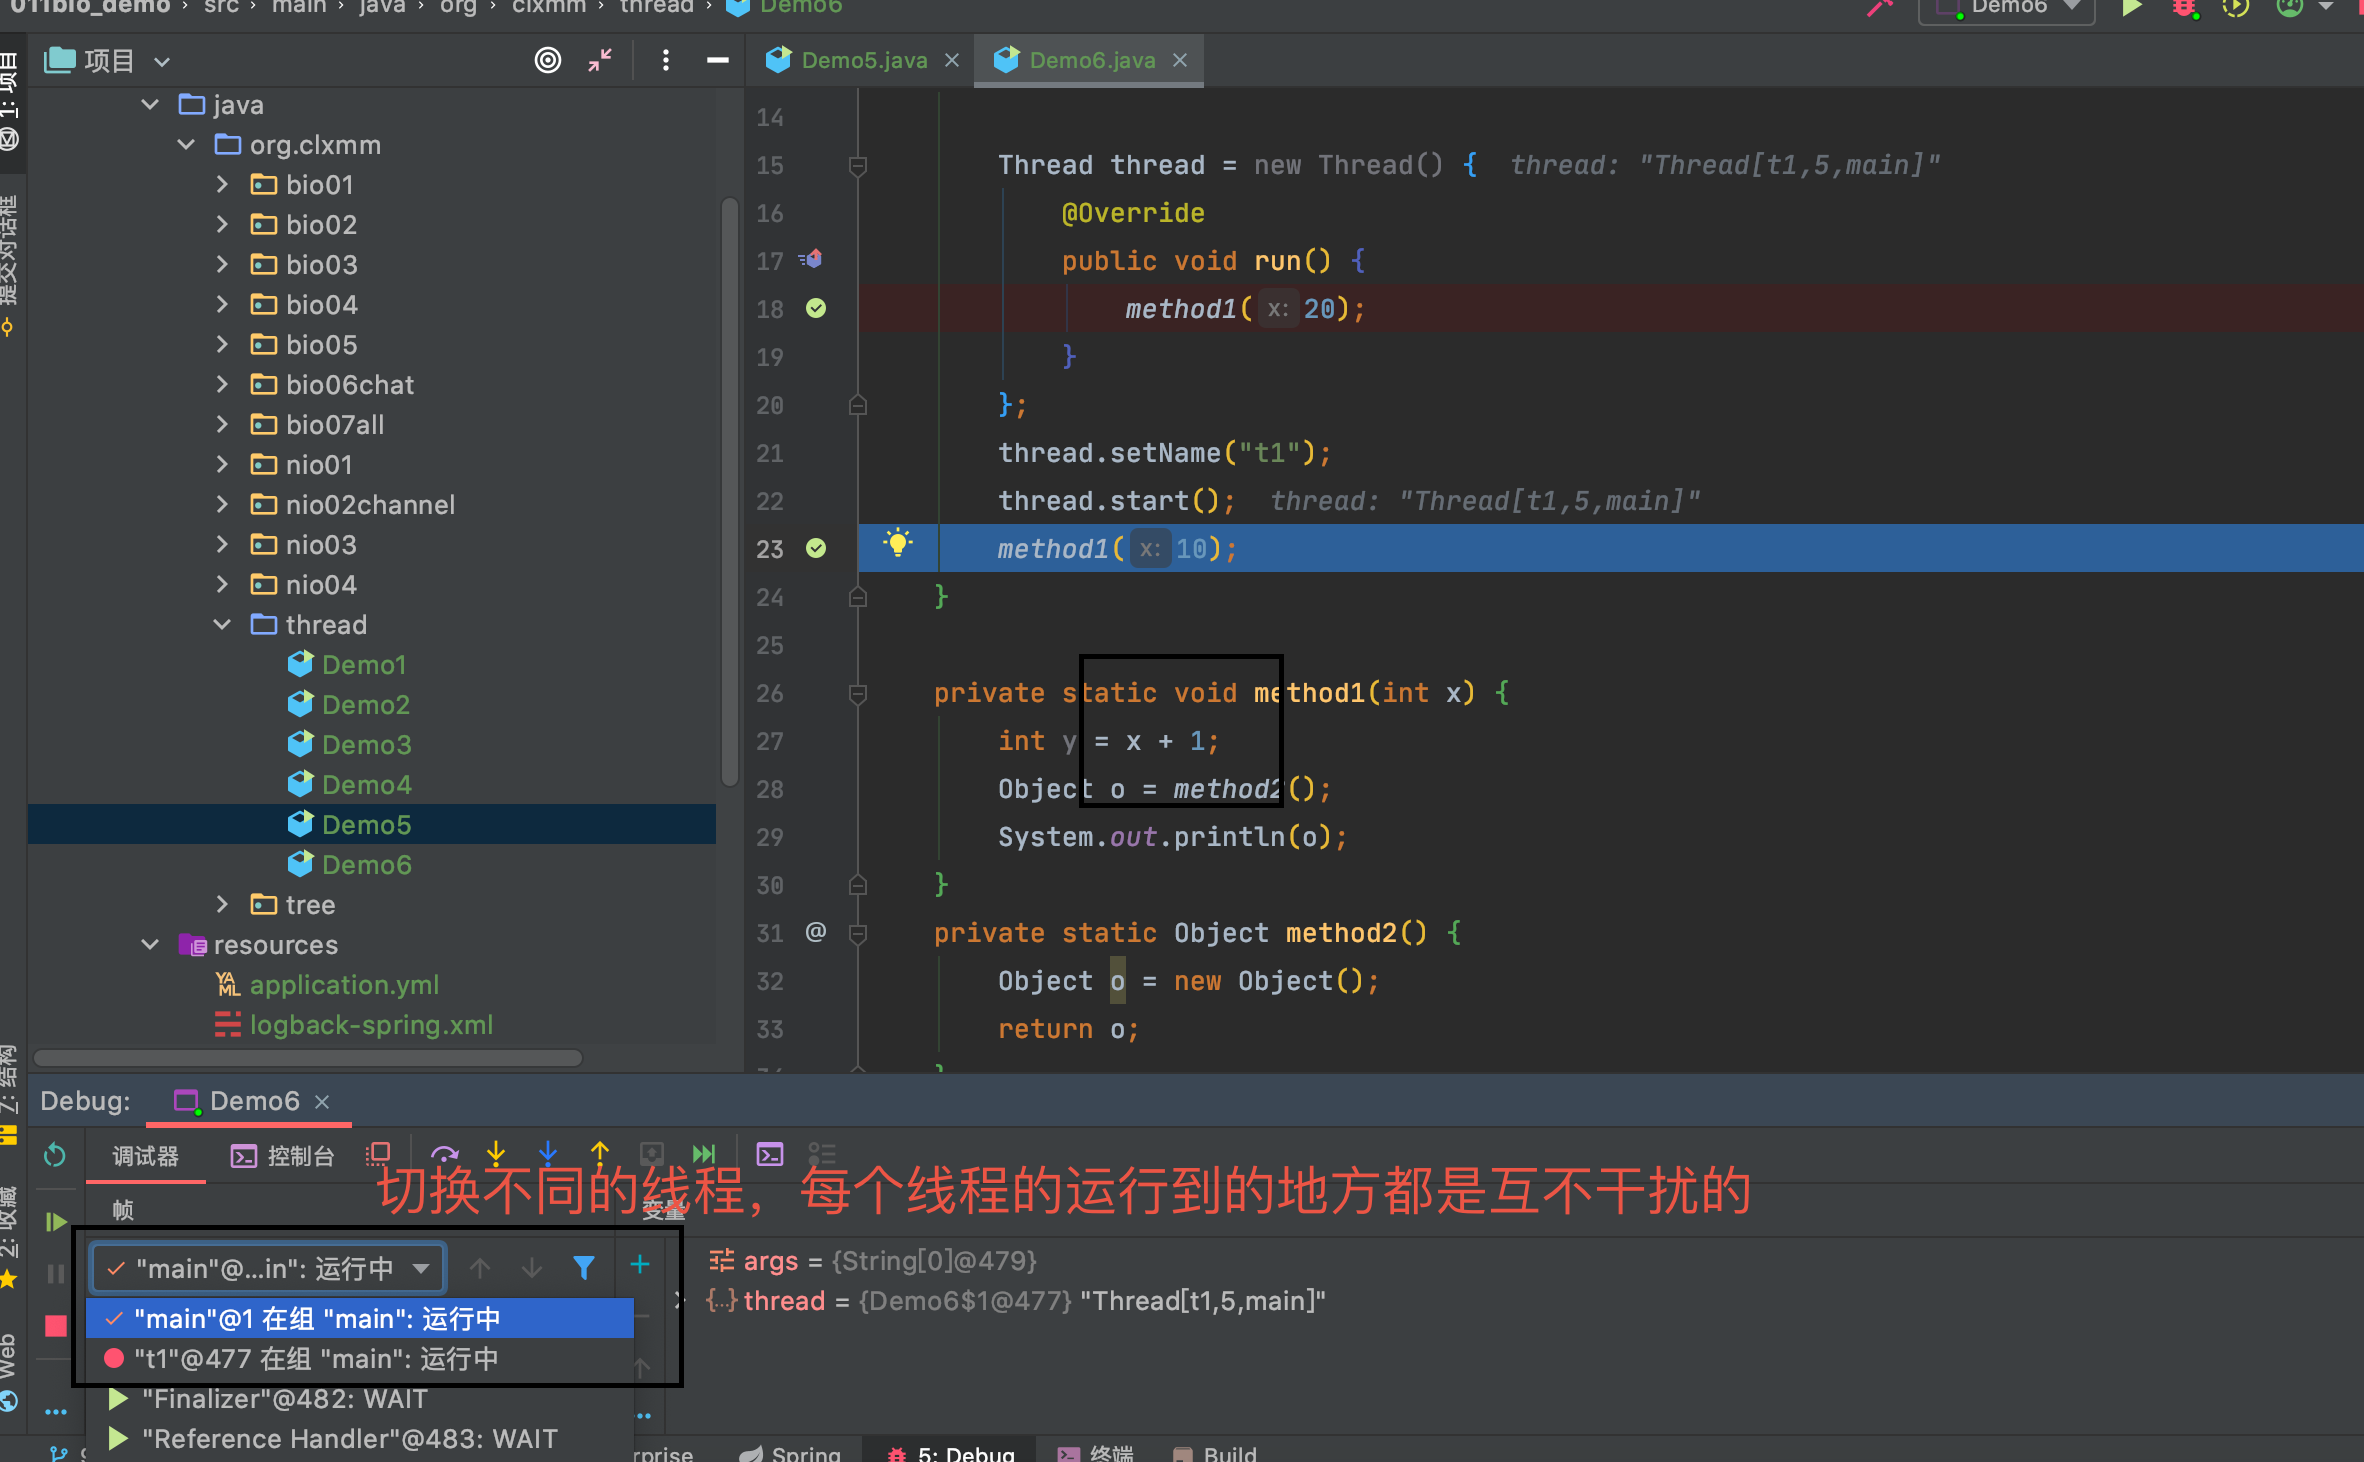 011bio_demo › src › main › java › org › clxmm › thread › Demo6
Demo6
1: 项目
提交对话框
7: 结构
2: 收藏
Web
项目
java
org.clxmm
bio01
bio02
bio03
bio04
bio05
bio06chat
bio07all
nio01
nio02channel
nio03
nio04
thread
Demo1
Demo2
Demo3
Demo4
Demo5
Demo6
tree
resources
application.yml
logback-spring.xml
Demo5.java
Demo6.java
14
15 Thread thread = new Thread() { thread: "Thread[t1,5,main]"
16 @Override
17 public void run() {
18 method1( x: 20);
19 }
20 };
21 thread.setName("t1");
22 thread.start(); thread: "Thread[t1,5,main]"
23 method1( x: 10);
24 }
25
26 private static void method1(int x) {
27 int y = x + 1;
28 Object o = method2();
29 System.out.println(o);
30 }
31 @ private static Object method2() {
32 Object o = new Object();
33 return o;
Debug: Demo6
调试器 控制台
切换不同的线程，每个线程的运行到的地方都是互不干扰的
帧
变量
"main"@...in": 运行中
"main"@1 在组 "main": 运行中
"t1"@477 在组 "main": 运行中
"Finalizer"@482: WAIT
"Reference Handler"@483: WAIT
args = {String[0]@479}
thread = {Demo6$1@477} "Thread[t1,5,main]"
Spring
5: Debug
终端
Build